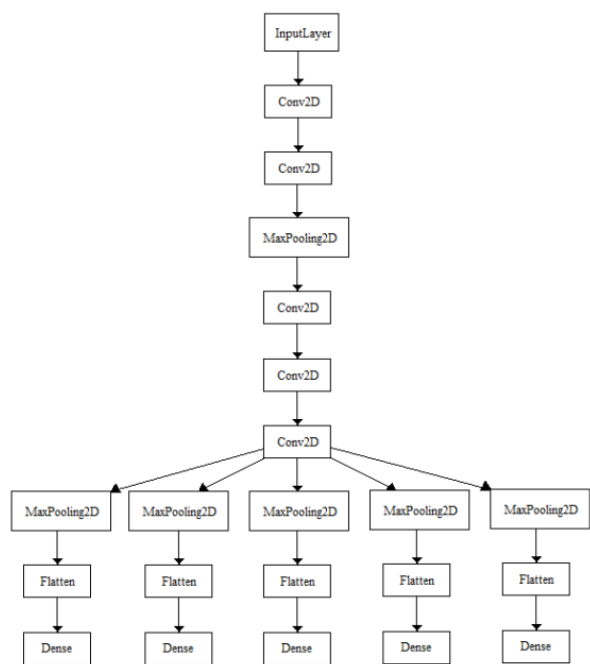 InputLayer
Conv2D
Conv2D
MaxPooling2D
Conv2D
Conv2D
Conv2D
MaxPooling2D MaxPooling2D MaxPooling2D MaxPooling2D MaxPooling2D
Flatten Flatten Flatten Flatten Flatten
Dense Dense Dense Dense Dense